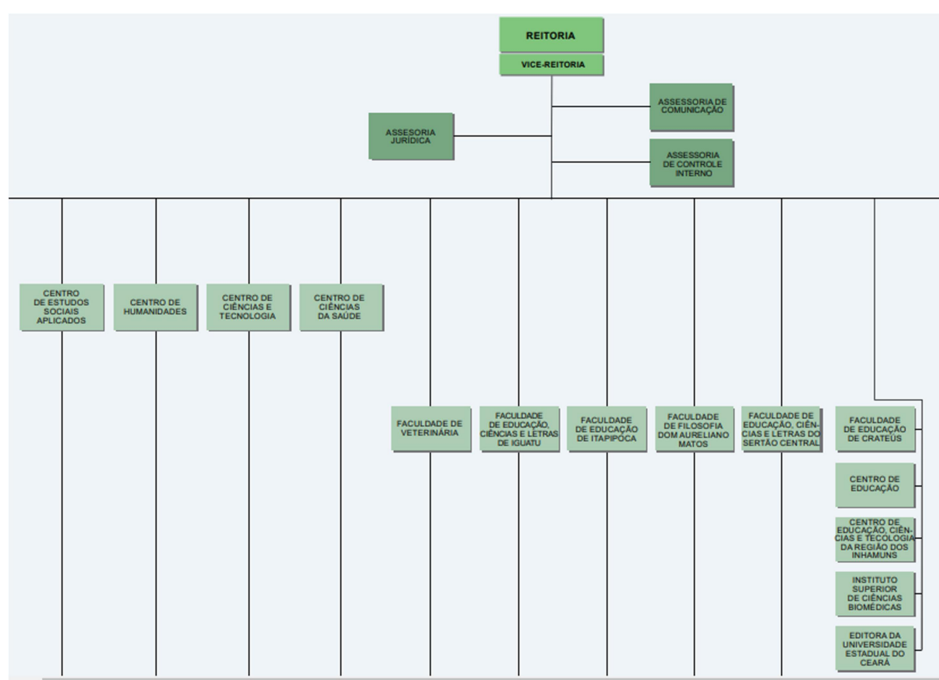 REITORIA
VICE-REITORIA
ASSESSORIA DE
COMUNICAÇÃO
ASSESORIA
JURÍDICA
ASSESSORIA
DE CONTROLE
INTERNO
CENTRO
DE ESTUDOS
SOCIAIS
APLICADOS
CENTRO DE
HUMANIDADES
CENTRO DE
CIÊNCIAS E
TECNOLOGIA
CENTRO DE
CIÊNCIAS
DA SAÚDE
FACULDADE DE
VETERINÁRIA
FACULDADE
DE EDUCAÇÃO,
CIÊNCIAS E LETRAS
DE IGUATU
FACULDADE
DE EDUCAÇÃO
DE ITAPIPOCA
FACULDADE
DE FILOSOFIA
DOM AURELIANO
MATOS
FACULDADE DE
EDUCAÇÃO, CIÊN-
CIAS E LETRAS DO
SERTÃO CENTRAL
FACULDADE
DE EDUCAÇÃO
DE CRATEÚS
CENTRO DE
EDUCAÇÃO
CENTRO DE
EDUCAÇÃO, CIÊN-
CIAS E TECOLOGIA
DA REGIÃO DOS
INHAMUNS
INSTITUTO
SUPERIOR
DE CIÊNCIAS
BIOMÉDICAS
EDITORA DA
UNIVERSIDADE
ESTADUAL DO
CEARÁ